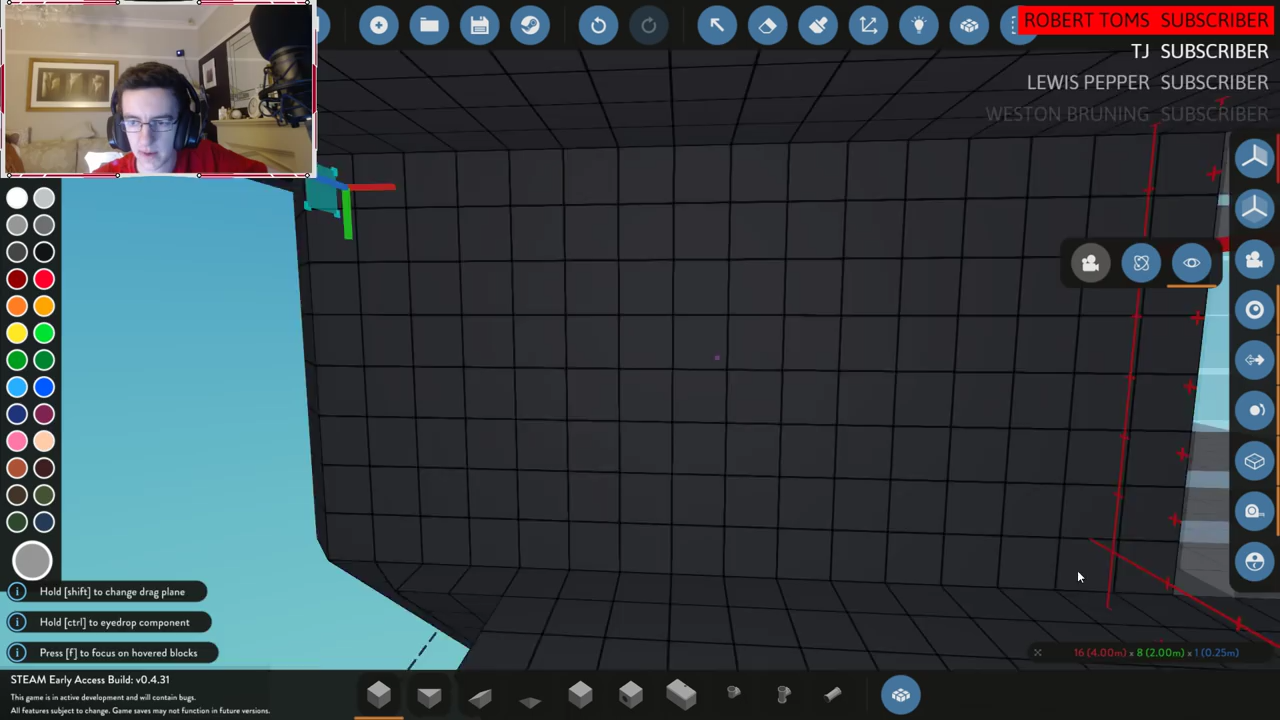 ROBERT TOMS SUBSCRIBER
TJ SUBSCRIBER
LEWIS PEPPER SUBSCRIBER
WESTON BRUNING SUBSCRIBER
Hold [shift] to change drag plane
Hold [ctrl] to eyedrop component
Press [f] to focus on hovered blocks
16 (4.00m) x 8 (2.00m) x 1 (0.25m)
STEAM Early Access Build: v0.4.31
This game is in active development and will contain bugs.
All features subject to change. Game saves may not function in future versions.